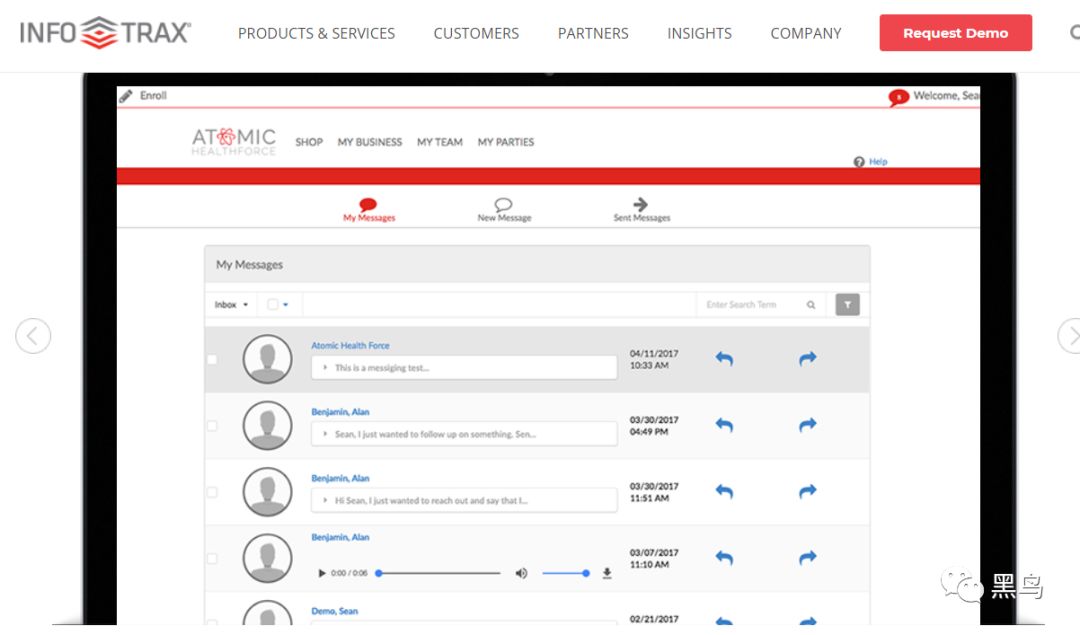 INFOTRAX PRODUCTS & SERVICES CUSTOMERS PARTNERS INSIGHTS COMPANY Request Demo
Enroll
8 Welcome, Sea
ATOMIC
HEALTHFORCE
SHOP MY BUSINESS MY TEAM MY PARTIES
Help
My Messages New Message Sent Messages
My Messages
Inbox Enter Search Term
Atomic Health Force
This is a messiging test...
04/11/2017
10:33 AM
Benjamin, Alan
Sean, I just wanted to follow up on something. Sen...
03/30/2017
04:49 PM
Benjamin, Alan
Hi Sean, I just wanted to reach out and say that I...
03/30/2017
11:51 AM
Benjamin, Alan
0:00 / 0:06
03/07/2017
11:10 AM
Demo, Sean
02/21/2017
黑鸟